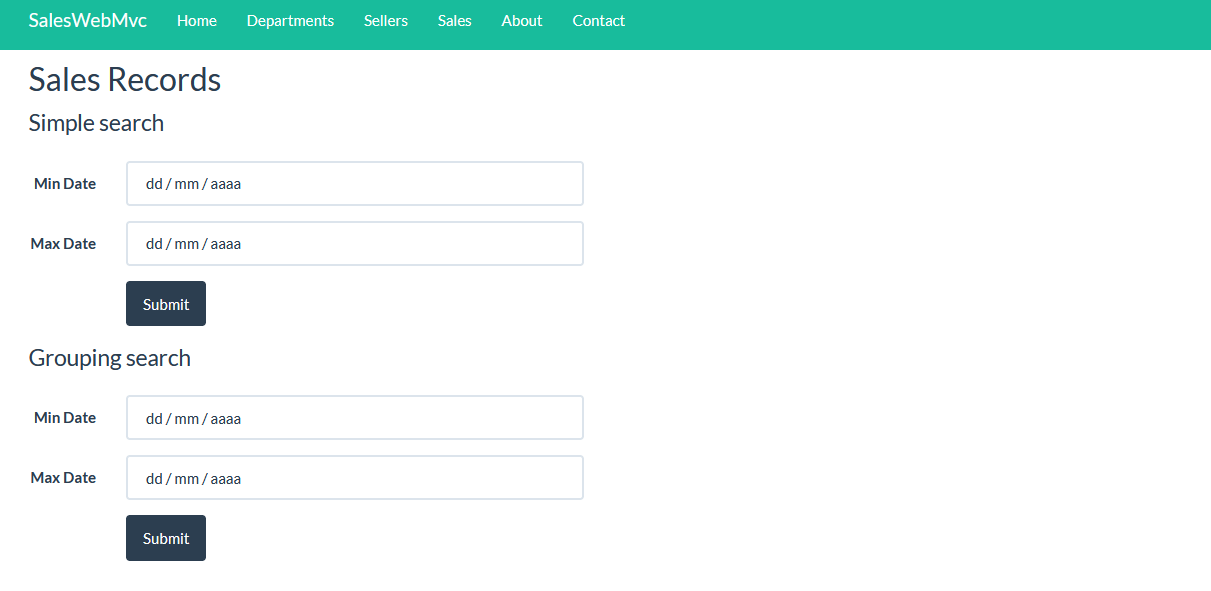 SalesWebMvc Home Departments Sellers Sales About Contact
Sales Records
Simple search
Min Date dd / mm / aaaa
Max Date dd / mm / aaaa
Submit
Grouping search
Min Date dd / mm / aaaa
Max Date dd / mm / aaaa
Submit